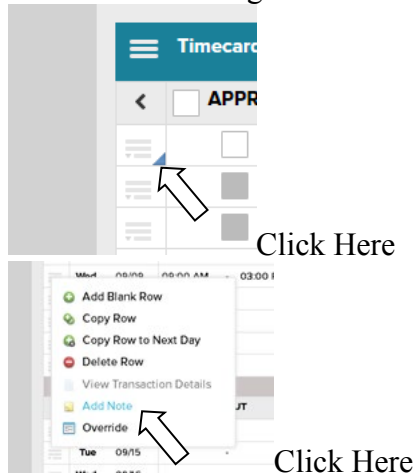 Timecard
APPR
Click Here
Wed 09/09 09:00 AM - 03:00
Add Blank Row
Copy Row
Copy Row to Next Day
Delete Row
View Transaction Details
Add Note
UT
Override
Tue 09/15 -
Click Here